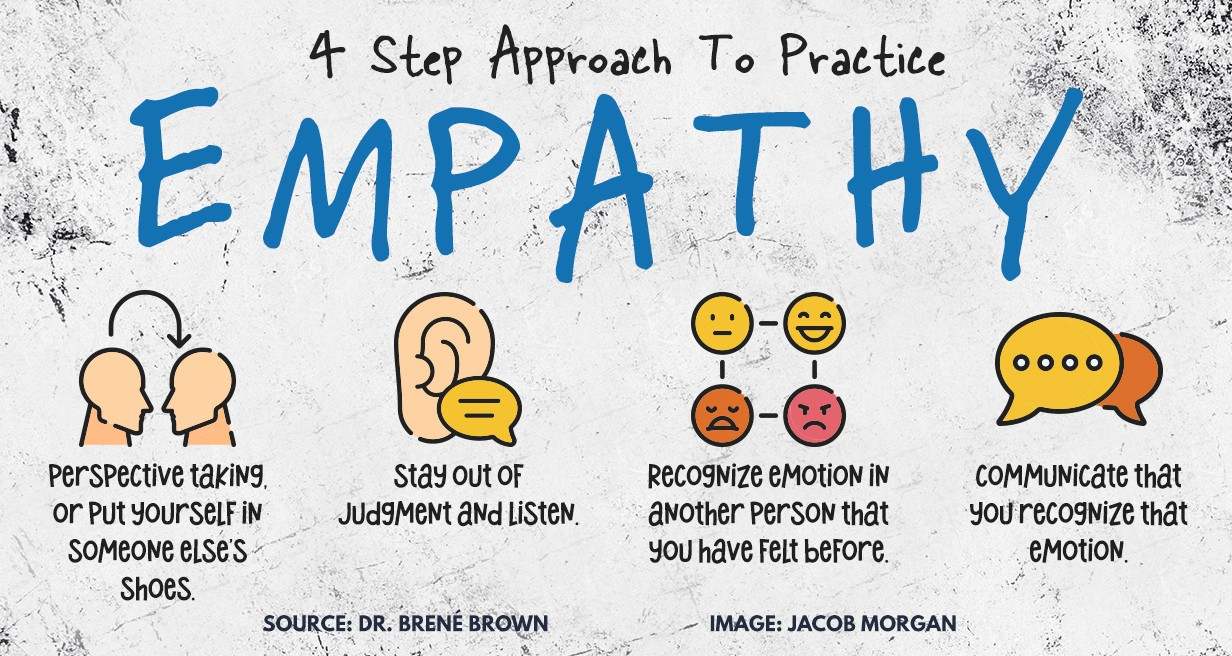 4 Step Approach To Practice
EMPATHY
Perspective taking,
or put yourself in
someone else's
shoes.
Stay out of
judgment and listen.
Recognize emotion in
another person that
you have felt before.
Communicate that
you recognize that
emotion.
SOURCE: DR. BRENÉ BROWN
IMAGE: JACOB MORGAN